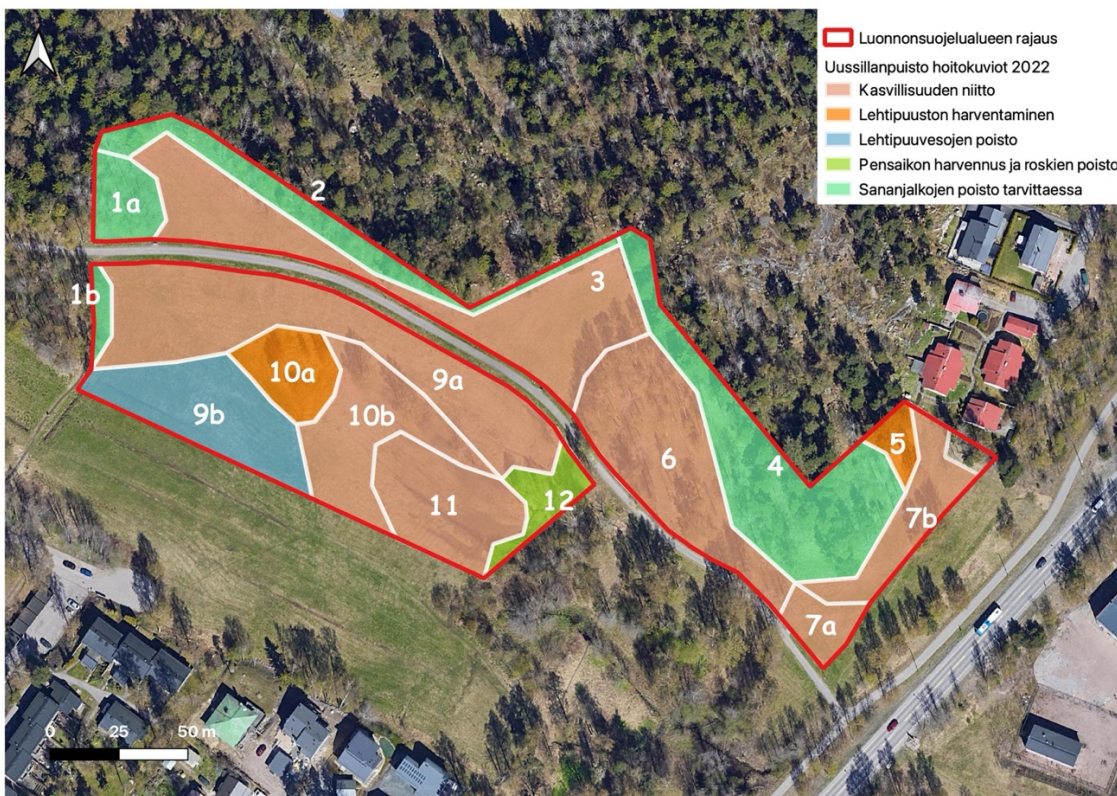 Luonnonsuojelualueen rajaus
Uussillanpuisto hoitokuviot 2022
Kasvillisuuden niitto
Lehtipuuston harventaminen
Lehtipuuvesojen poisto
Pensaikon harvennus ja roskien poisto
Sananjalkojen poisto tarvittaessa
2
1a
3
1b
9a
10a
9b
10b
5
6
4
11
12
7b
7a
0 25 50 m